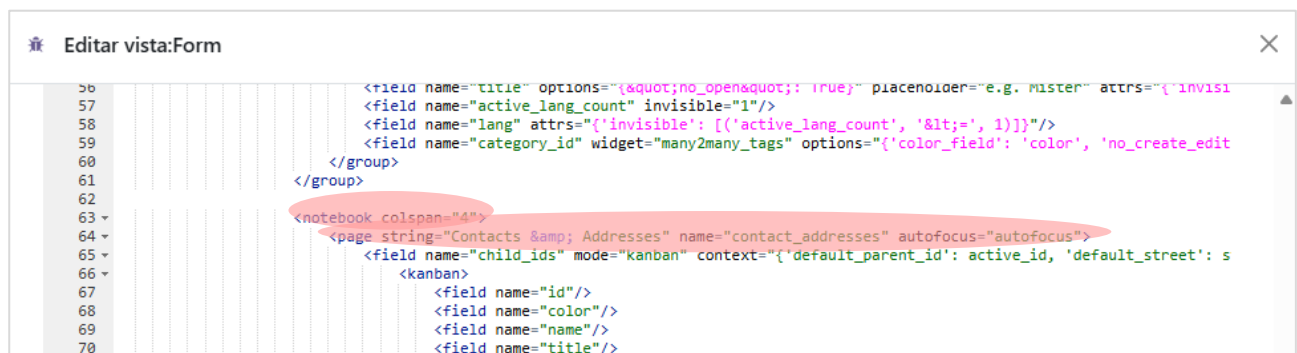 Editar vista:Form
56 <field name="title" options="{&quot;no_open&quot;: True}" placeholder="e.g. Mister" attrs="{'invisi
57 <field name="active_lang_count" invisible="1"/>
58 <field name="lang" attrs="{'invisible': [('active_lang_count', '&lt;=', 1)]}"/>
59 <field name="category_id" widget="many2many_tags" options="{'color_field': 'color', 'no_create_edit
60 </group>
61 </group>
62
63 <notebook colspan="4">
64 <page string="Contacts &amp; Addresses" name="contact_addresses" autofocus="autofocus">
65 <field name="child_ids" mode="kanban" context="{'default_parent_id': active_id, 'default_street': s
66 <kanban>
67 <field name="id"/>
68 <field name="color"/>
69 <field name="name"/>
70 <field name="title"/>